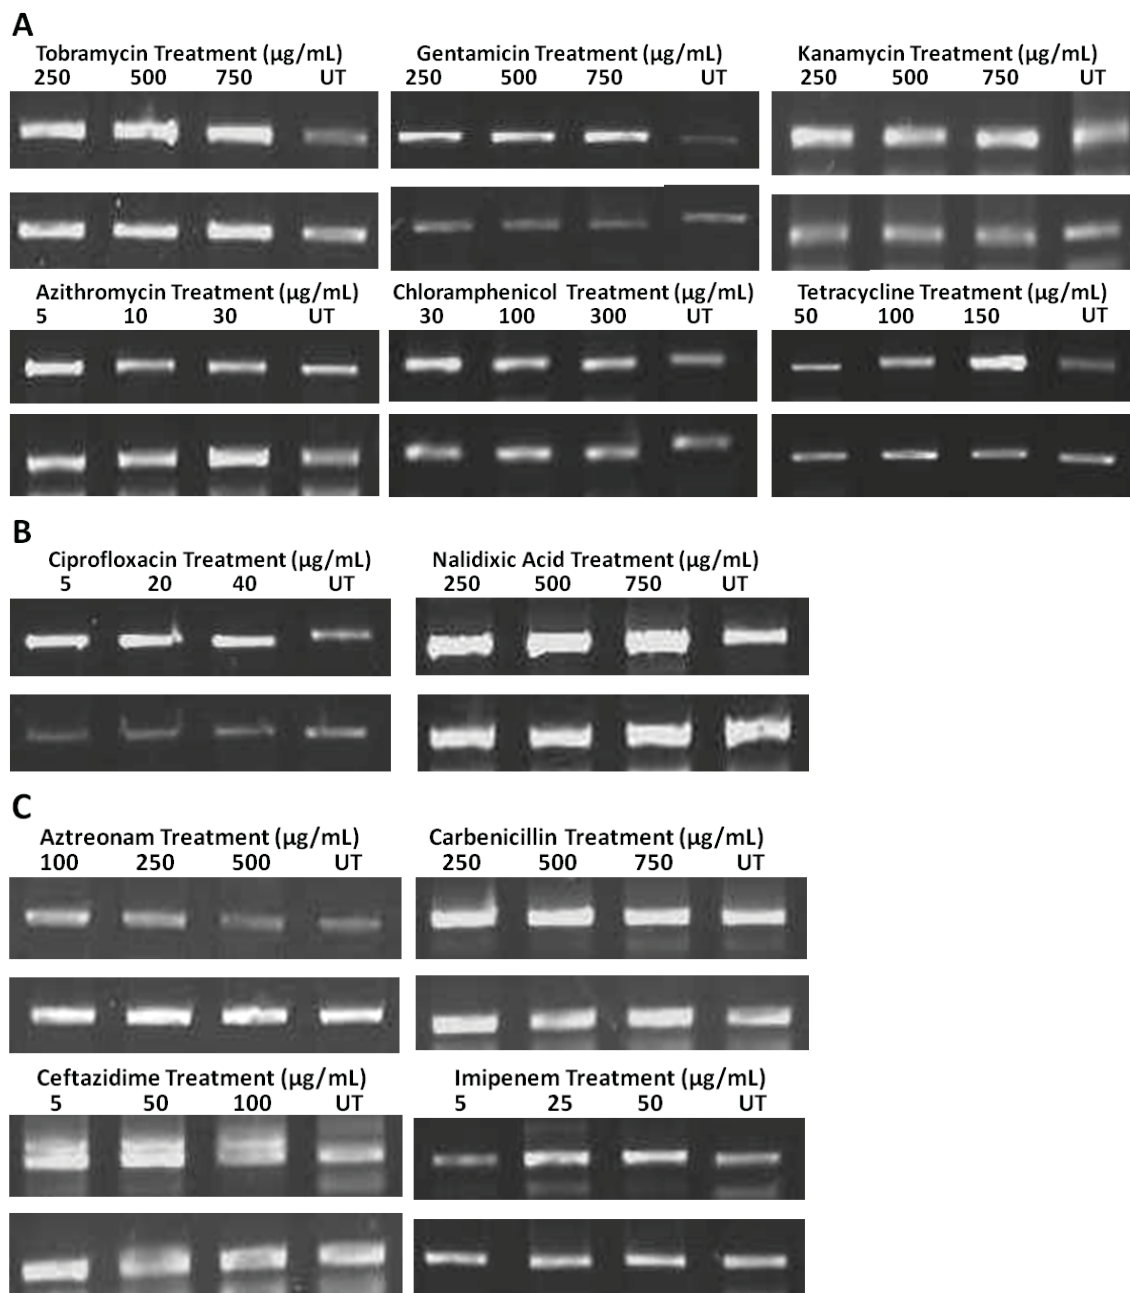 A
Tobramycin Treatment (µg/mL)
250 500 750 UT
Gentamicin Treatment (µg/mL)
250 500 750 UT
Kanamycin Treatment (µg/mL)
250 500 750 UT
Azithromycin Treatment (µg/mL)
5 10 30 UT
Chloramphenicol Treatment (µg/mL)
30 100 300 UT
Tetracycline Treatment (µg/mL)
50 100 150 UT
B
Ciprofloxacin Treatment (µg/mL)
5 20 40 UT
Nalidixic Acid Treatment (µg/mL)
250 500 750 UT
C
Aztreonam Treatment (µg/mL)
100 250 500 UT
Carbenicillin Treatment (µg/mL)
250 500 750 UT
Ceftazidime Treatment (µg/mL)
5 50 100 UT
Imipenem Treatment (µg/mL)
5 25 50 UT